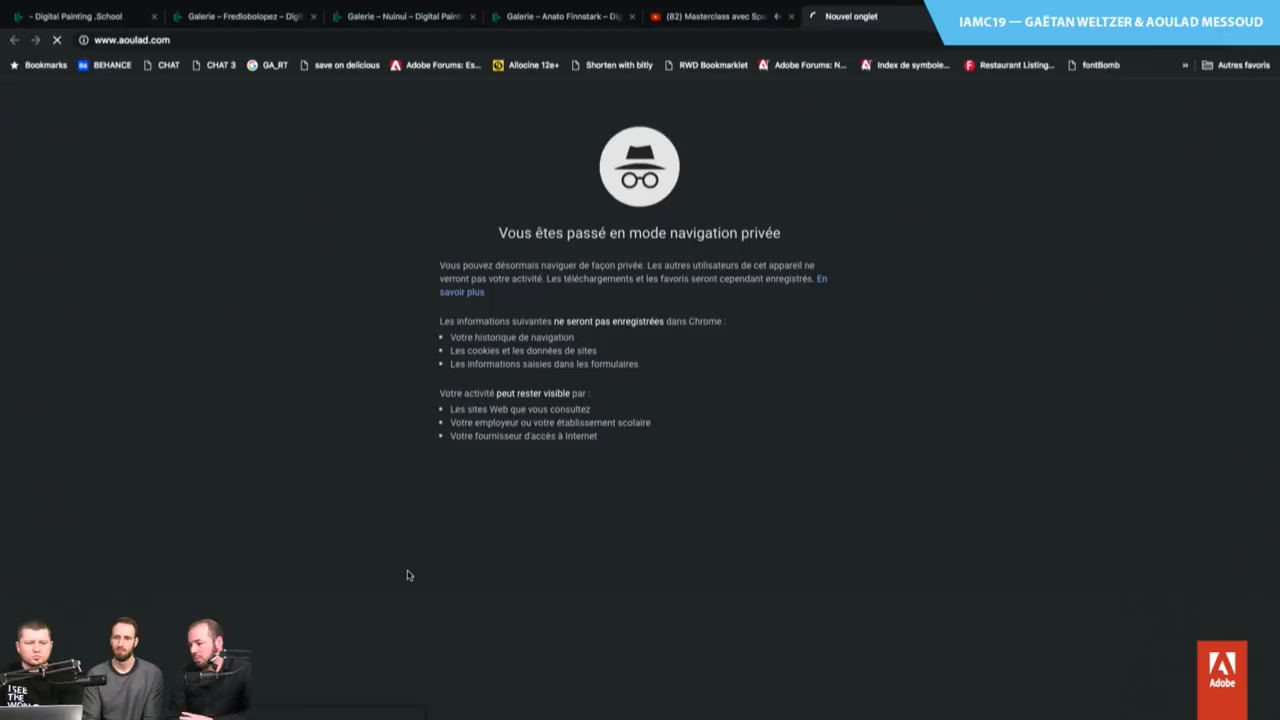 - Digital Painting .School
Galerie – Fredlobolopez – Digit
Galerie – Nuinui – Digital Painti
Galerie – Anato Finnstark – Dig
(82) Masterclass avec Spa
Nouvel onglet
IAMC19 — GAËTAN WELTZER & AOULAD MESSOUD
www.aoulad.com
Bookmarks
Bē BEHANCE
CHAT
CHAT 3
GA_RT
save on delicious
Adobe Forums: Es...
Allocine 12e+
Shorten with bitly
RWD Bookmarklet
Adobe Forums: N...
Index de symbole...
Restaurant Listing...
fontBomb
»
Autres favoris
Vous êtes passé en mode navigation privée
Vous pouvez désormais naviguer de façon privée. Les autres utilisateurs de cet appareil ne
verront pas votre activité. Les téléchargements et les favoris seront cependant enregistrés. En
savoir plus
Les informations suivantes ne seront pas enregistrées dans Chrome :
• Votre historique de navigation
• Les cookies et les données de sites
• Les informations saisies dans les formulaires
Votre activité peut rester visible par :
• Les sites Web que vous consultez
• Votre employeur ou votre établissement scolaire
• Votre fournisseur d'accès à Internet
I SEE
THE
WORLD
Adobe